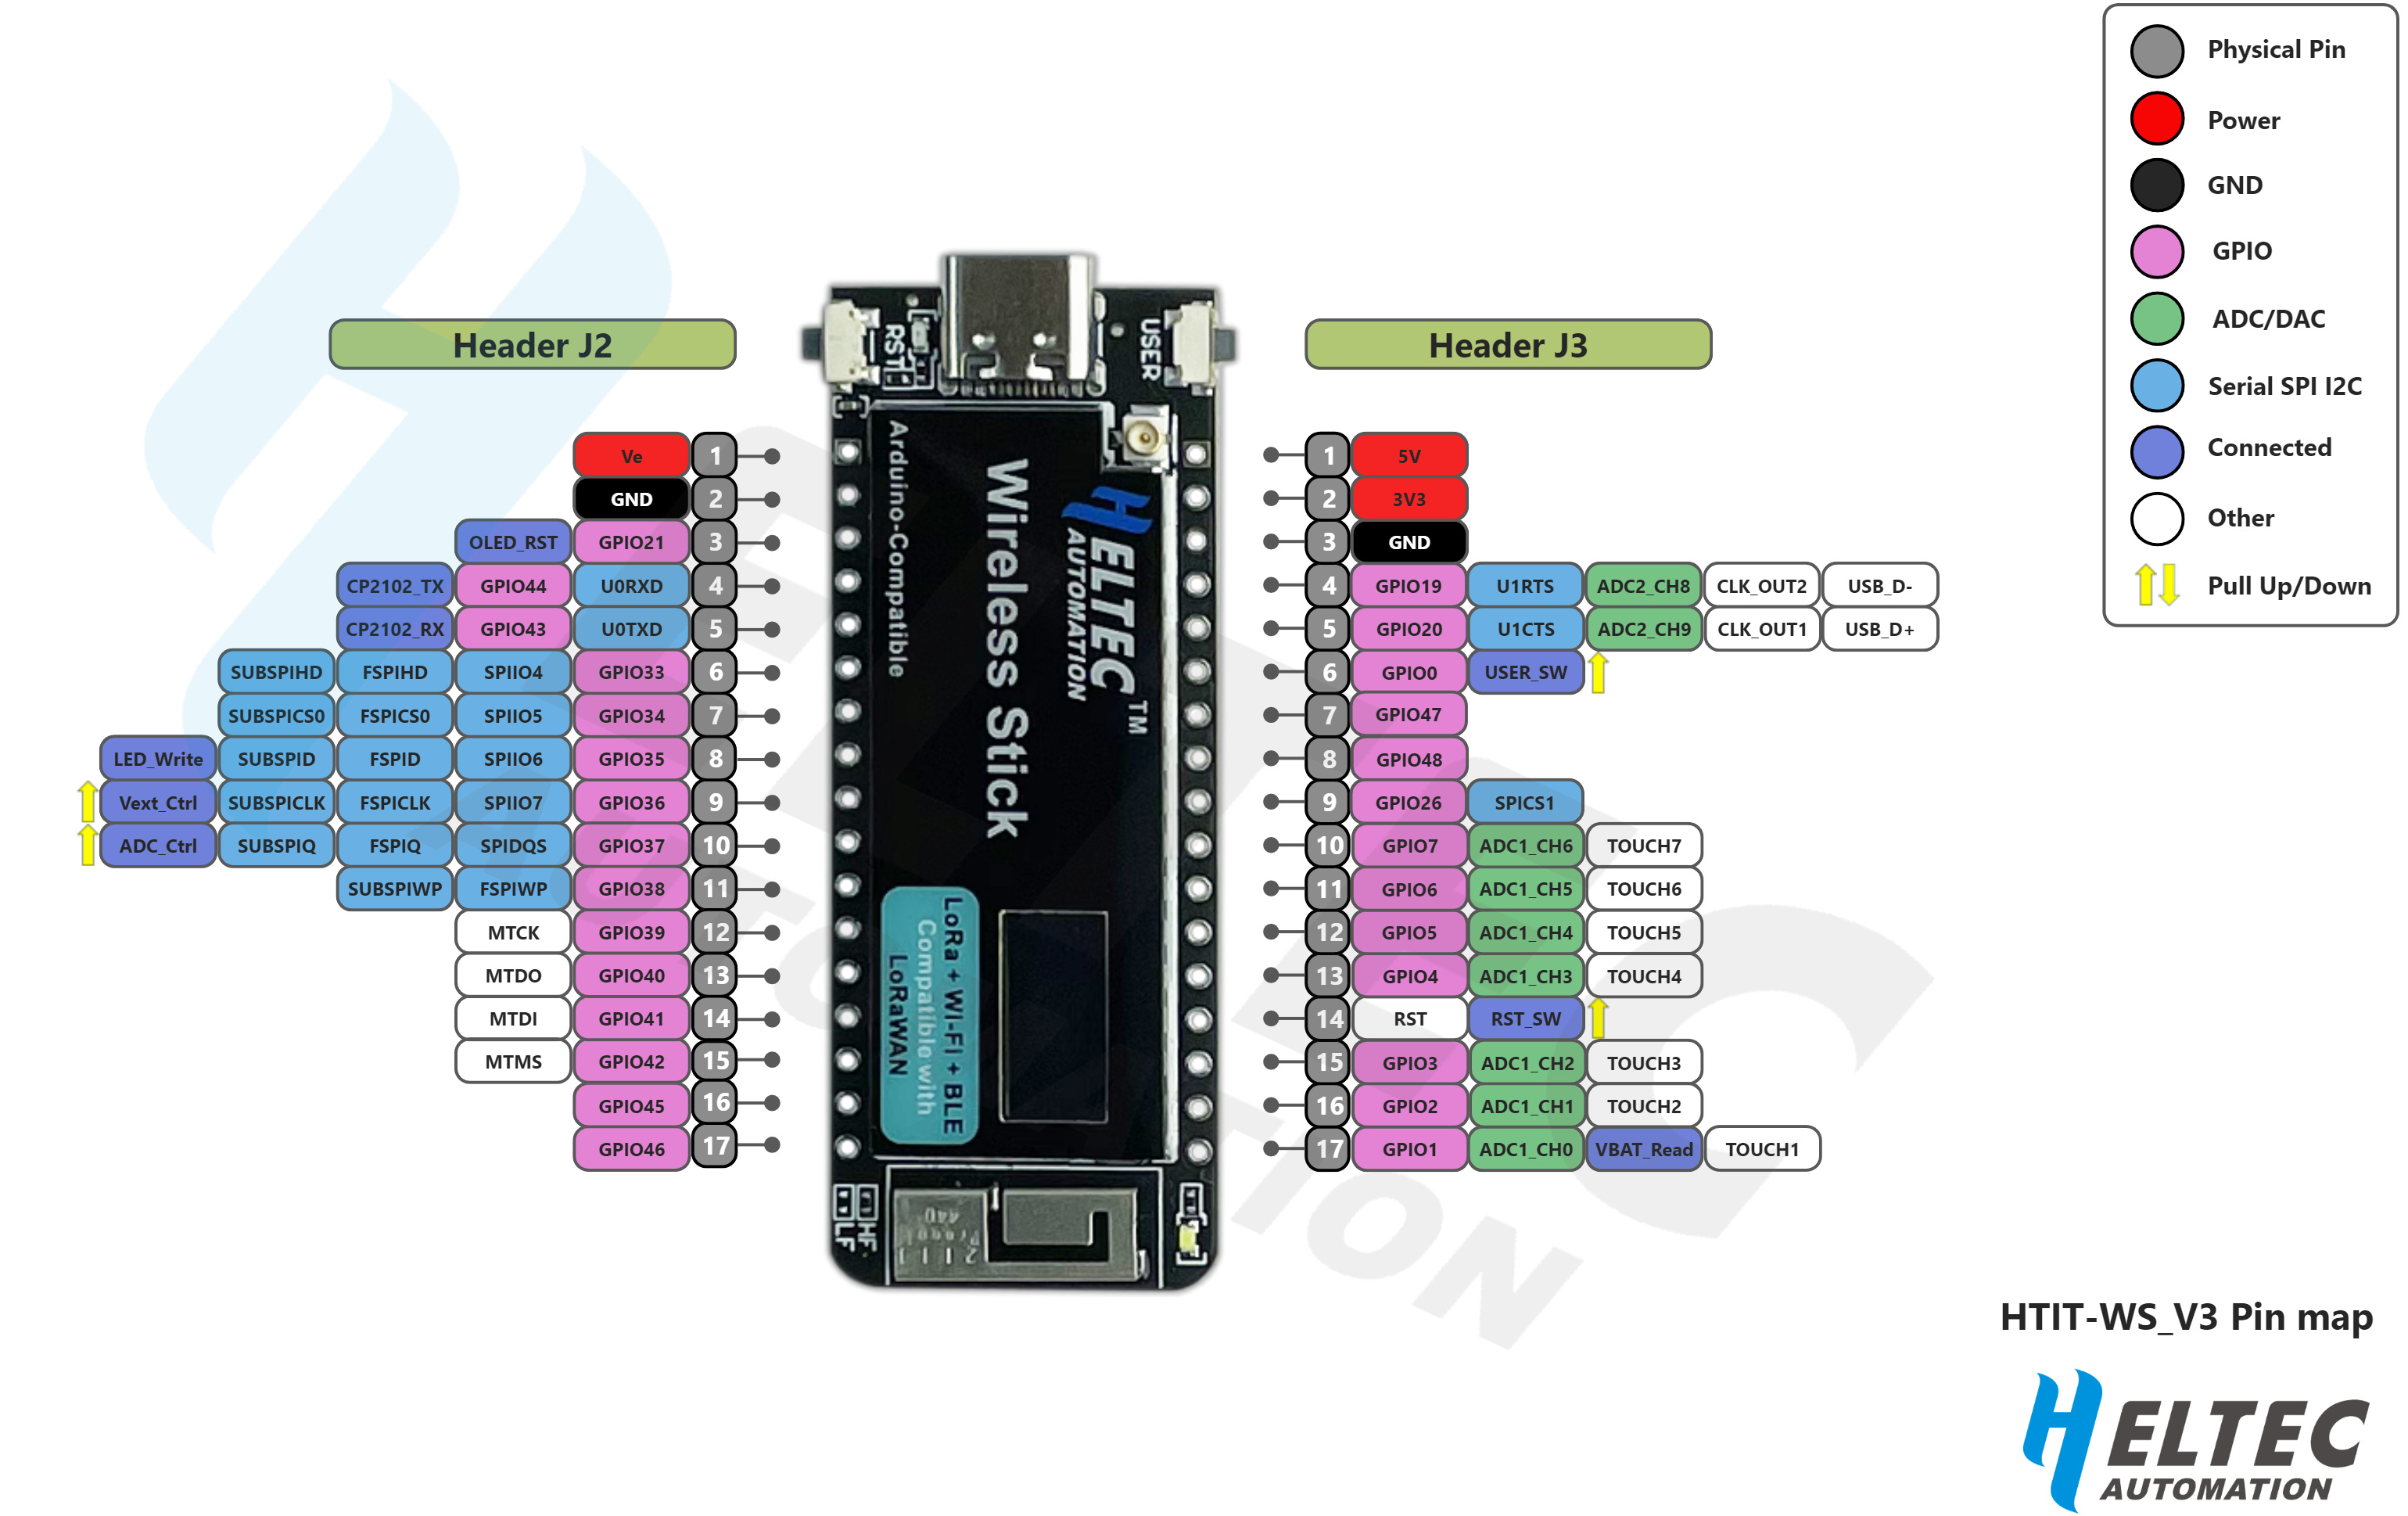 Physical Pin
Power
GND
GPIO
ADC/DAC
Serial SPI I2C
Connected
Other
Pull Up/Down
Header J2
Header J3
Ve 1
GND 2
OLED_RST GPIO21 3
CP2102_TX GPIO44 U0RXD 4
CP2102_RX GPIO43 U0TXD 5
SUBSPIHD FSPIHD SPIIO4 GPIO33 6
SUBSPICS0 FSPICS0 SPIIO5 GPIO34 7
LED_Write SUBSPID FSPID SPIIO6 GPIO35 8
Vext_Ctrl SUBSPICLK FSPICLK SPIIO7 GPIO36 9
ADC_Ctrl SUBSPIQ FSPIQ SPIDQS GPIO37 10
SUBSPIWP FSPIWP GPIO38 11
MTCK GPIO39 12
MTDO GPIO40 13
MTDI GPIO41 14
MTMS GPIO42 15
GPIO45 16
GPIO46 17
RST
USER
Arduino-Compatible
Wireless Stick
HELTEC™
AUTOMATION
LoRa + Wi-Fi + BLE
Compatible with
LoRaWAN
LF
HF
1 5V
2 3V3
3 GND
4 GPIO19 U1RTS ADC2_CH8 CLK_OUT2 USB_D-
5 GPIO20 U1CTS ADC2_CH9 CLK_OUT1 USB_D+
6 GPIO0 USER_SW
7 GPIO47
8 GPIO48
9 GPIO26 SPICS1
10 GPIO7 ADC1_CH6 TOUCH7
11 GPIO6 ADC1_CH5 TOUCH6
12 GPIO5 ADC1_CH4 TOUCH5
13 GPIO4 ADC1_CH3 TOUCH4
14 RST RST_SW
15 GPIO3 ADC1_CH2 TOUCH3
16 GPIO2 ADC1_CH1 TOUCH2
17 GPIO1 ADC1_CH0 VBAT_Read TOUCH1
HTIT-WS_V3 Pin map
HELTEC
AUTOMATION
HELTEC
AUTOMATION